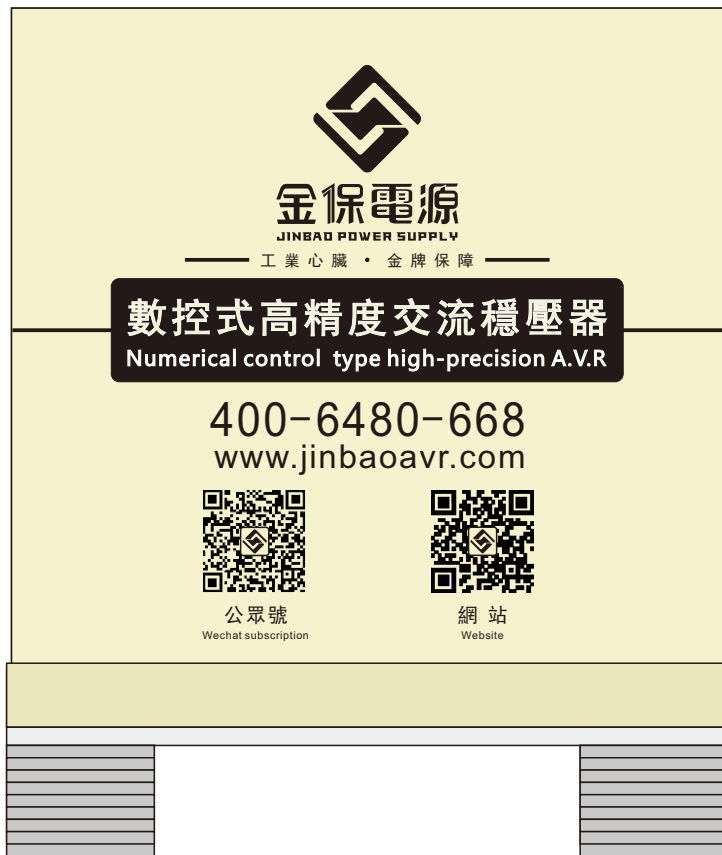 金保電源
JINBAO POWER SUPPLY
工業心臟 • 金牌保障
數控式高精度交流穩壓器
Numerical control type high-precision A.V.R
400-6480-668
www.jinbaoavr.com
公眾號 網站
Wechat subscription Website